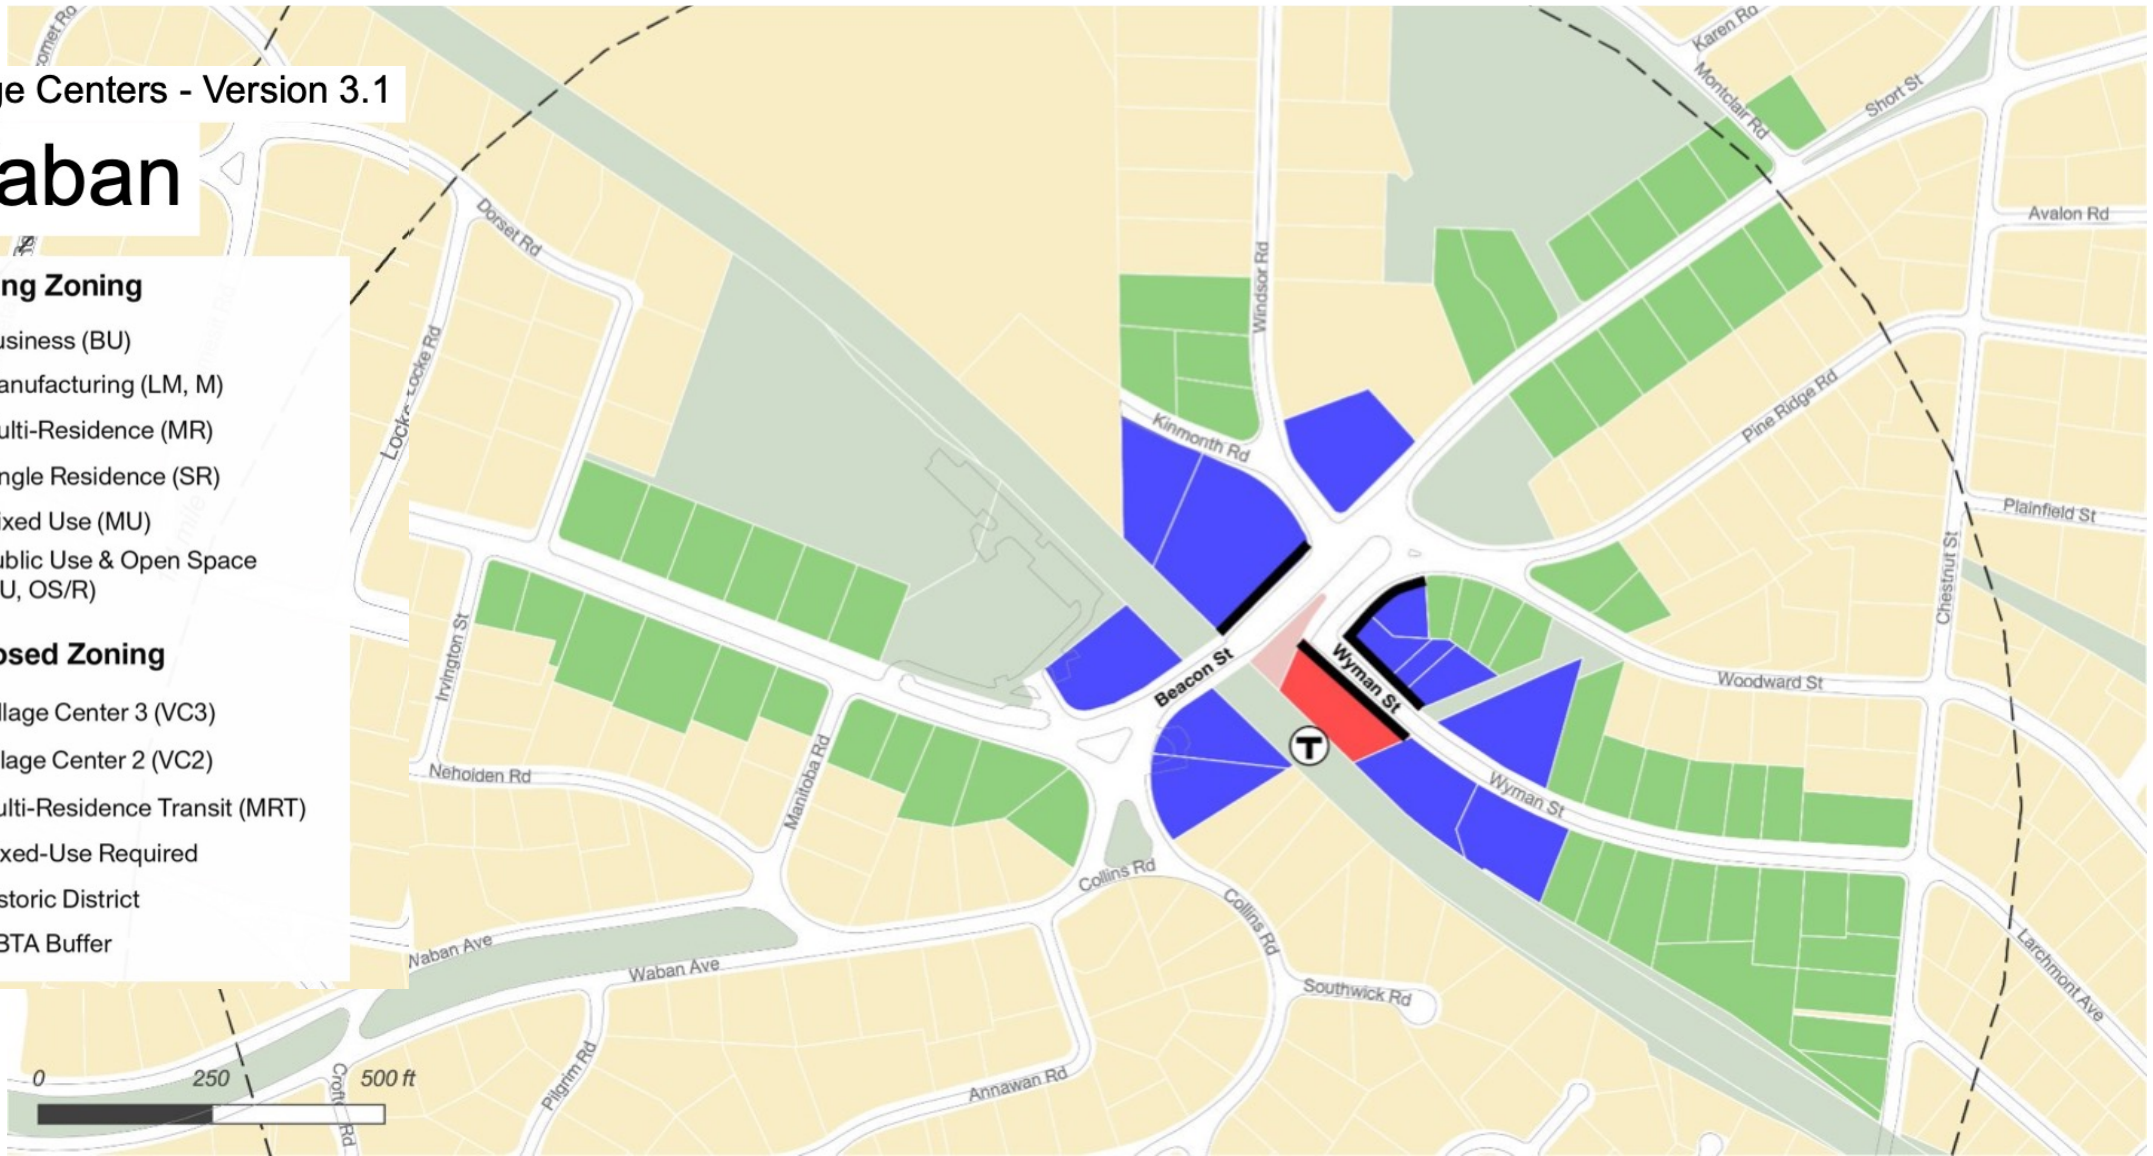 omet Rd
ge Centers - Version 3.1
aban
ng Zoning
usiness (BU)
anufacturing (LM, M)
ulti-Residence (MR)
ngle Residence (SR)
ixed Use (MU)
ublic Use & Open Space
U, OS/R)
osed Zoning
llage Center 3 (VC3)
lage Center 2 (VC2)
ulti-Residence Transit (MRT)
xed-Use Required
storic District
BTA Buffer
0 250 500 ft
Dorset Rd
Locke Rd
Irvington St
Nehoiden Rd
Manitoba Rd
Waban Ave
Waban Ave
Pilgrim Rd
Annawan Rd
Collins Rd
Collins Rd
Southwick Rd
Windsor Rd
Kinmonth Rd
Beacon St
Wyman St
T
Wyman St
Woodward St
Pine Ridge Rd
Karen Ro
Montclair Rd
Short St
Avalon Rd
Plainfield St
Chestnut St
Larchmont Ave